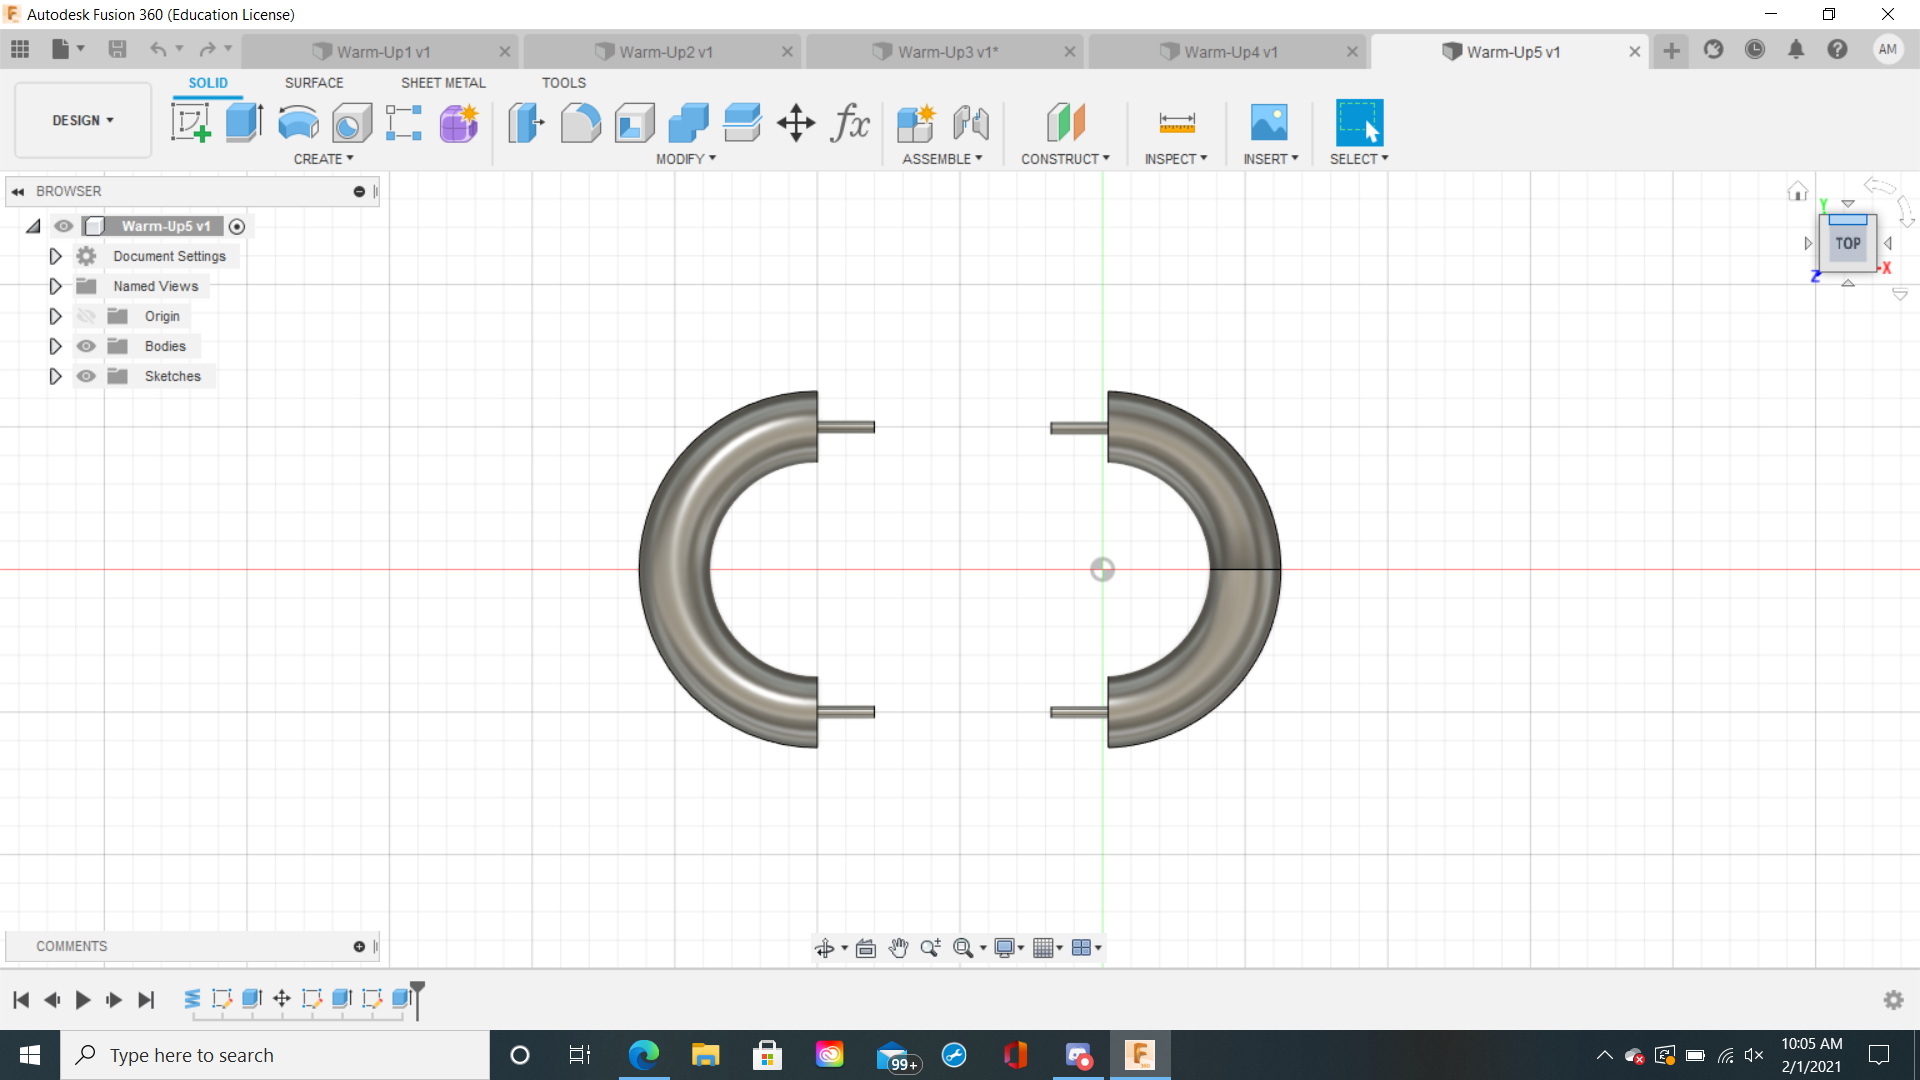 Autodesk Fusion 360 (Education License)
Warm-Up1 v1
Warm-Up2 v1
Warm-Up3 v1*
Warm-Up4 v1
Warm-Up5 v1
AM
SOLID SURFACE SHEET METAL TOOLS
DESIGN
fx
CREATE MODIFY ASSEMBLE CONSTRUCT INSPECT INSERT SELECT
BROWSER
Warm-Up5 v1
Document Settings
Named Views
Origin
Bodies
Sketches
Y
TOP
X
Z
COMMENTS
Type here to search
99+
10:05 AM
2/1/2021